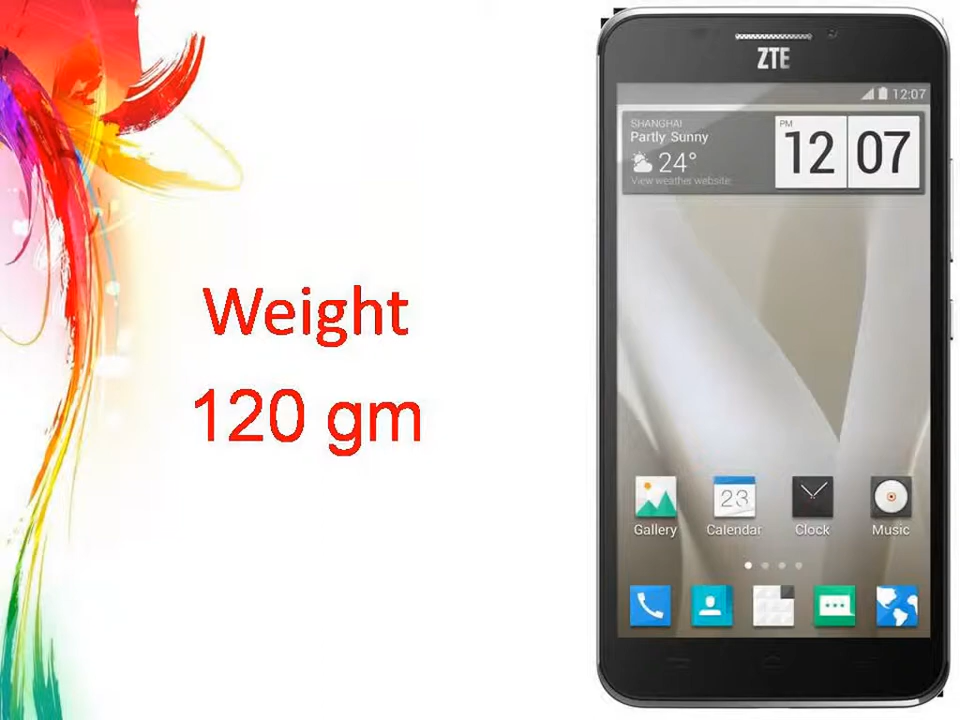 Weight
120 gm
ZTE
12:07
SHANGHAI
Partly Sunny
24°
View weather website
PM
12 07
Gallery
23
Calendar
Clock
Music